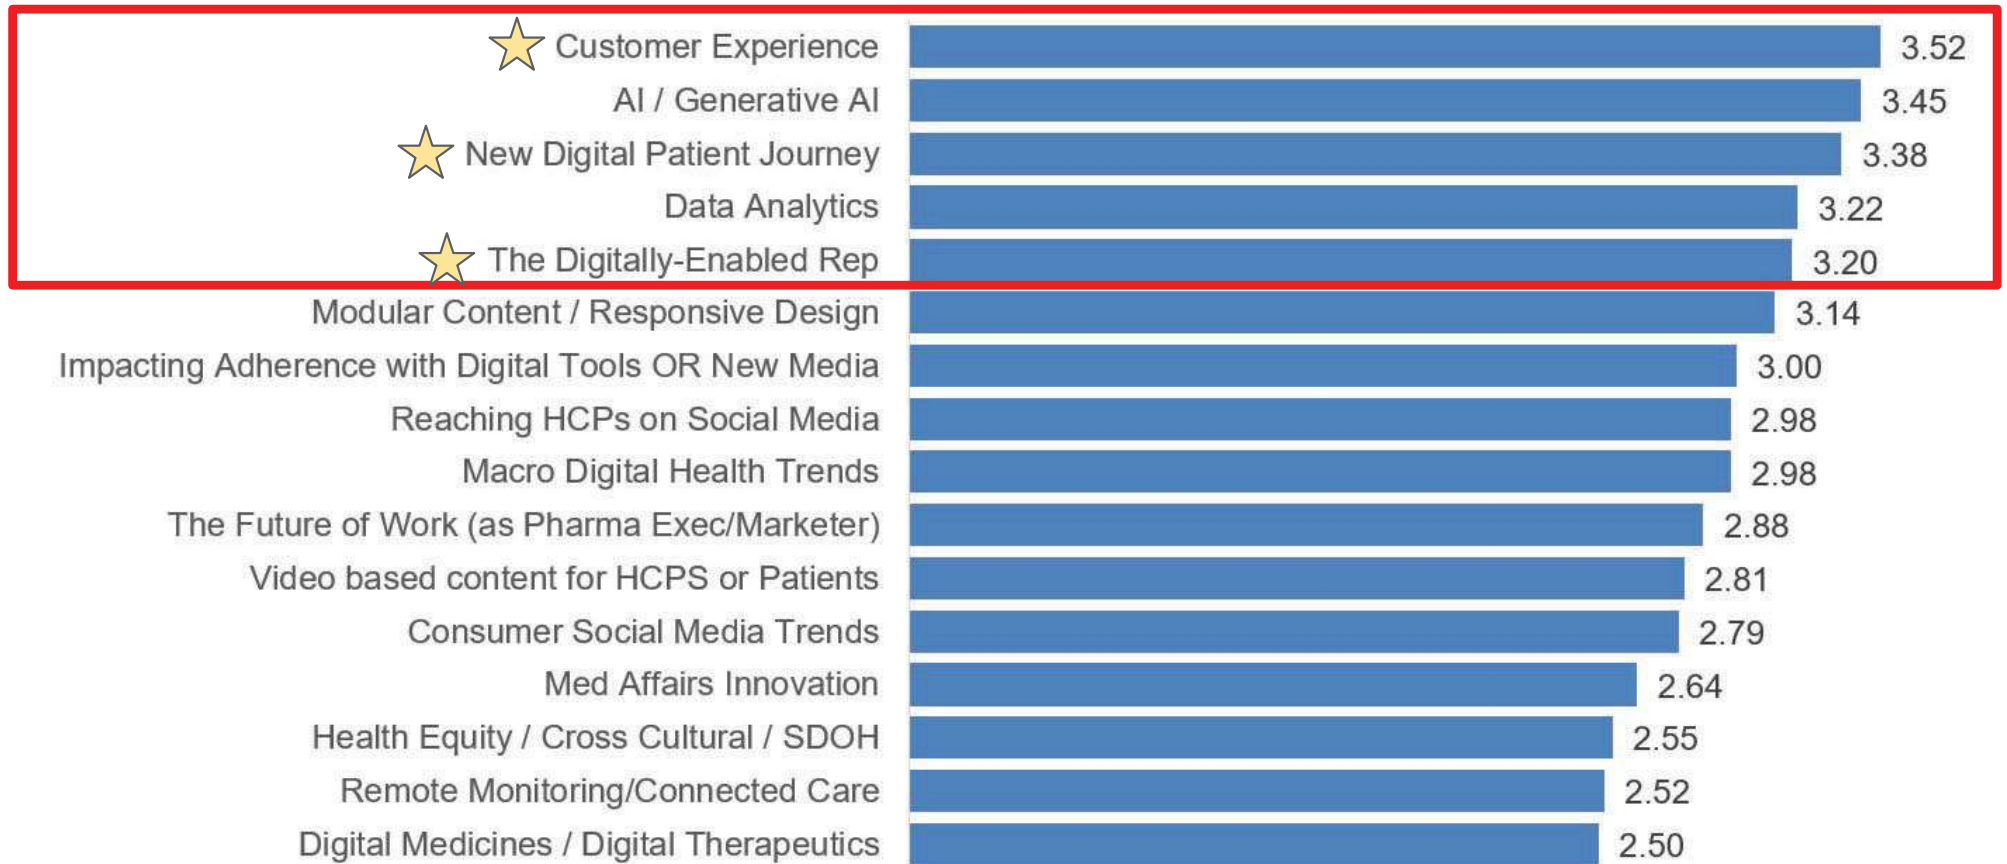 Customer Experience 3.52
AI / Generative AI 3.45
New Digital Patient Journey 3.38
Data Analytics 3.22
The Digitally-Enabled Rep 3.20
Modular Content / Responsive Design 3.14
Impacting Adherence with Digital Tools OR New Media 3.00
Reaching HCPs on Social Media 2.98
Macro Digital Health Trends 2.98
The Future of Work (as Pharma Exec/Marketer) 2.88
Video based content for HCPS or Patients 2.81
Consumer Social Media Trends 2.79
Med Affairs Innovation 2.64
Health Equity / Cross Cultural / SDOH 2.55
Remote Monitoring/Connected Care 2.52
Digital Medicines / Digital Therapeutics 2.50